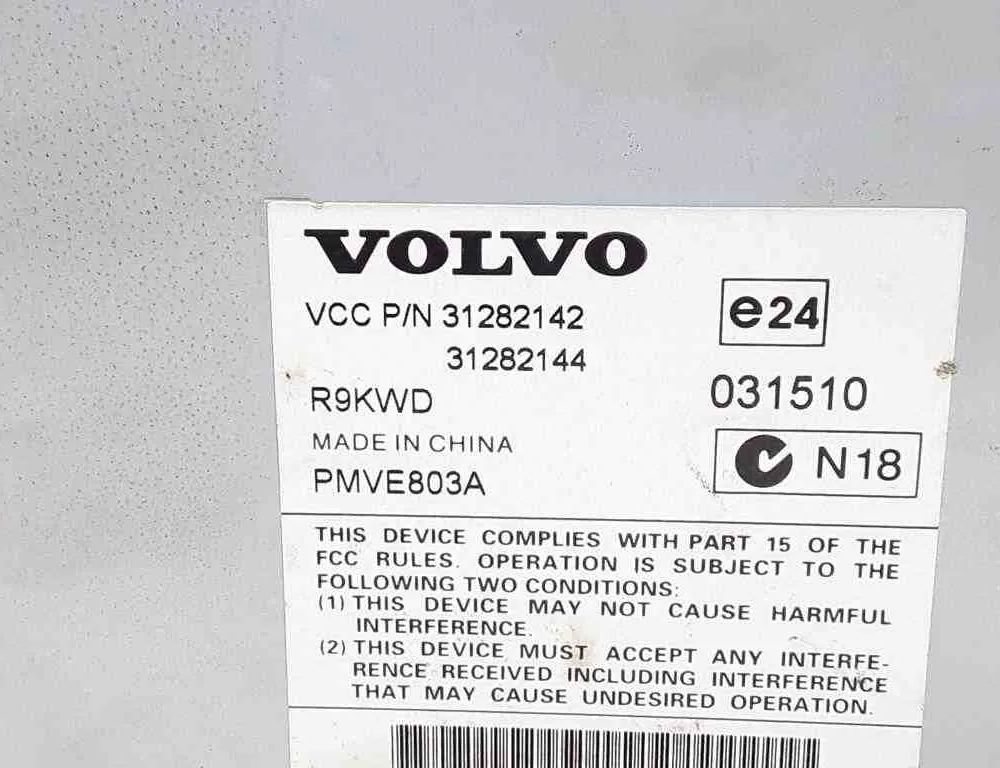 VOLVO
VCC P/N 31282142
31282144
e24
R9KWD
031510
MADE IN CHINA
N18
PMVE803A
THIS DEVICE COMPLIES WITH PART 15 OF THE
FCC RULES. OPERATION IS SUBJECT TO THE
FOLLOWING TWO CONDITIONS:
(1) THIS DEVICE MAY NOT CAUSE HARMFUL
INTERFERENCE.
(2) THIS DEVICE MUST ACCEPT ANY INTERFE-
RENCE RECEIVED INCLUDING INTERFERENCE
THAT MAY CAUSE UNDESIRED OPERATION.